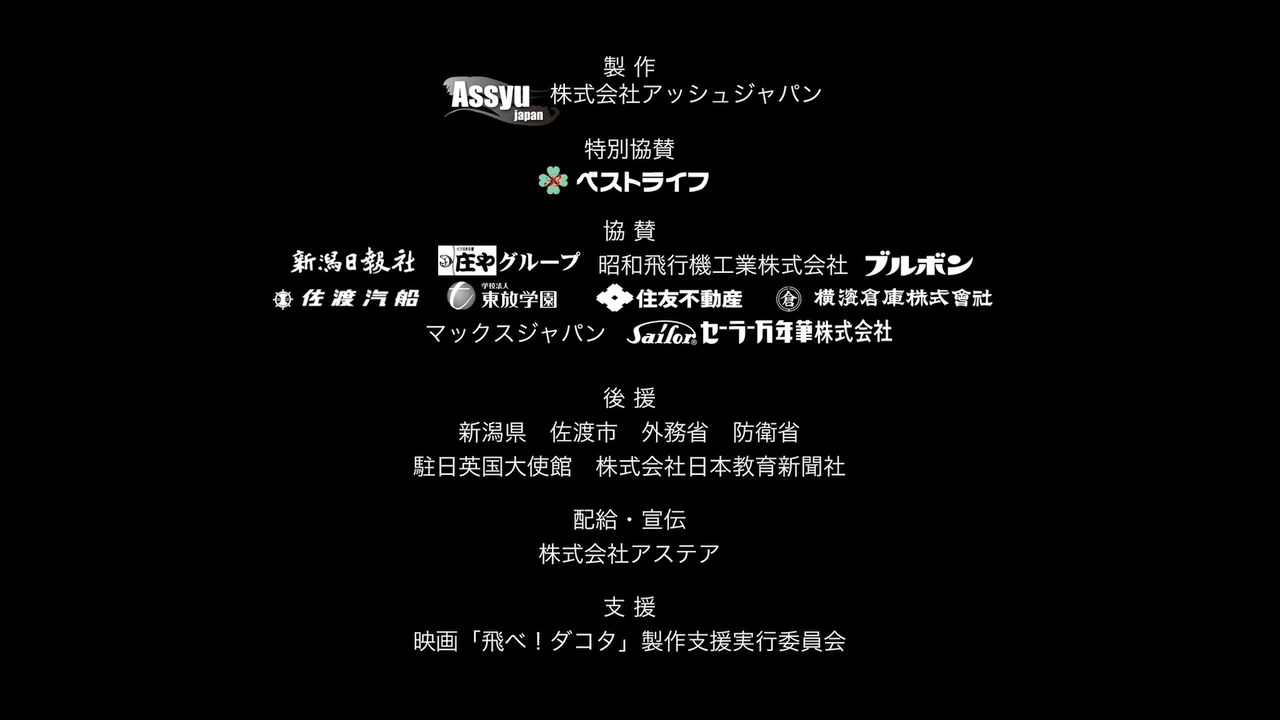 製 作
Assyu japan 株式会社アッシュジャパン
特別協賛
ベストライフ
協 賛
新潟日報社 くつろぎの里 庄や グループ 昭和飛行機工業株式会社 ブルボン
佐渡汽船 学校法人 東放学園 住友不動産 倉 横濱倉庫株式會社
マックスジャパン Sailor® セーラー万年筆株式会社
後 援
新潟県 佐渡市 外務省 防衛省
駐日英国大使館 株式会社日本教育新聞社
配給・宣伝
株式会社アステア
支 援
映画「飛べ！ダコタ」製作支援実行委員会